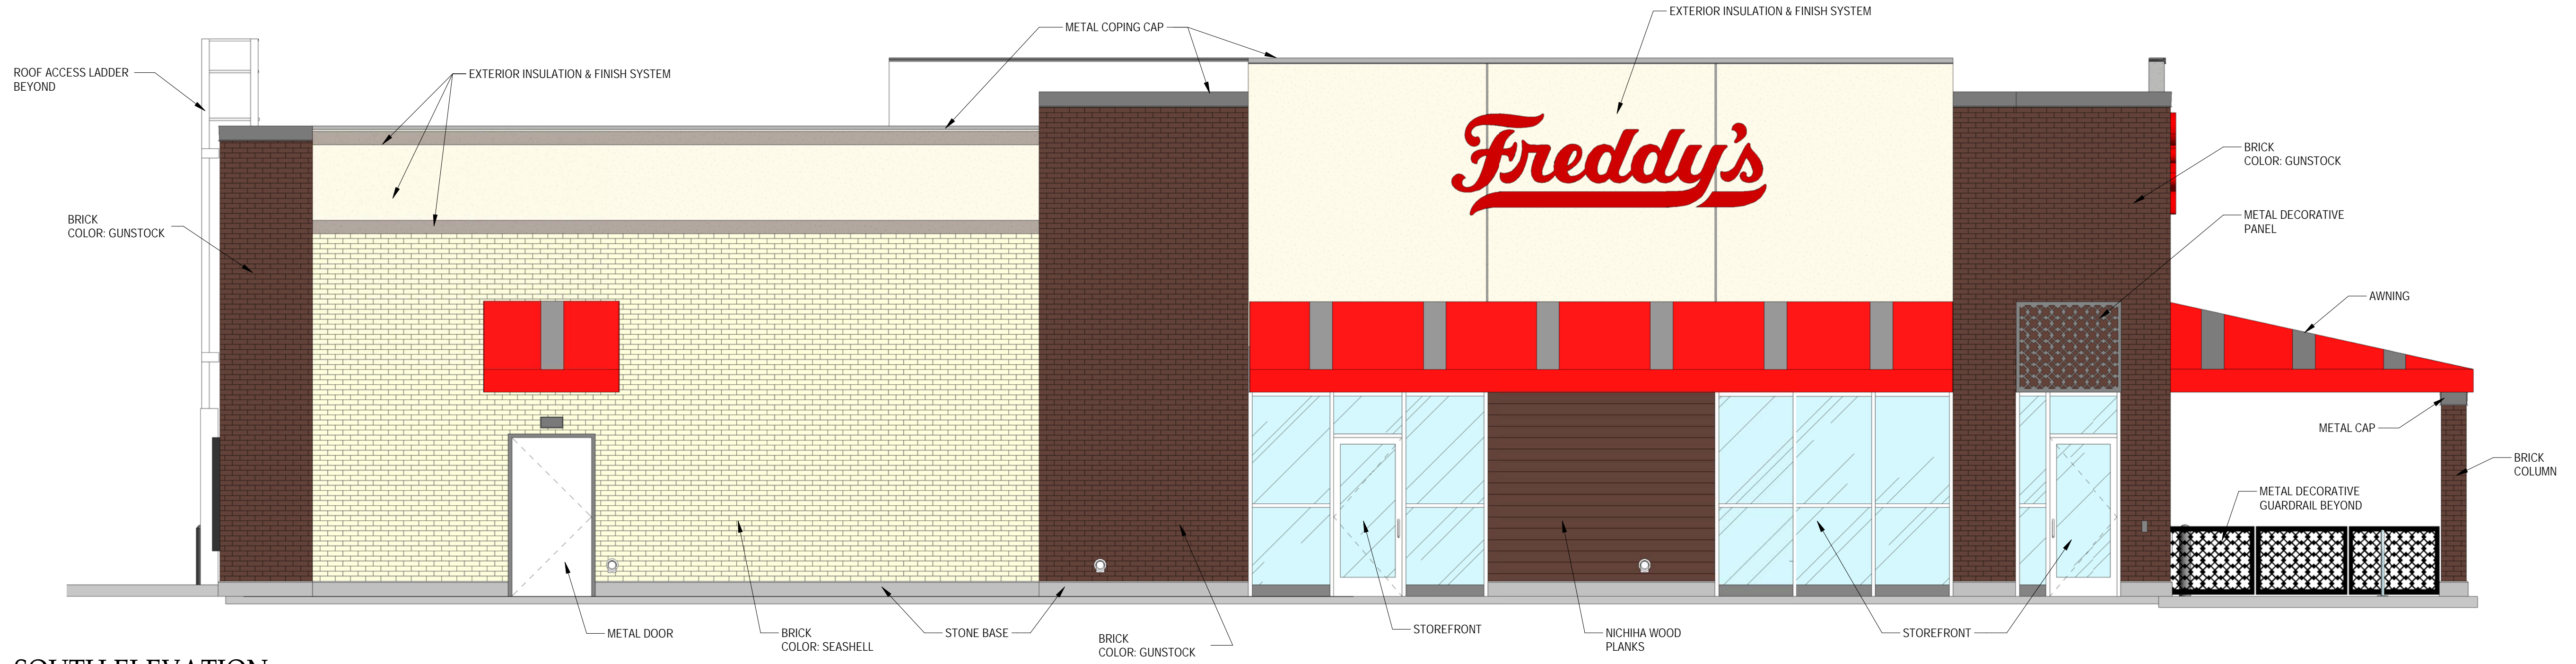 EXTERIOR INSULATION & FINISH SYSTEM
METAL COPING CAP
ROOF ACCESS LADDER
BEYOND
EXTERIOR INSULATION & FINISH SYSTEM
Freddy's
BRICK
COLOR: GUNSTOCK
BRICK
COLOR: GUNSTOCK
METAL DECORATIVE
PANEL
AWNING
METAL CAP
BRICK
COLUMN
METAL DECORATIVE
GUARDRAIL BEYOND
METAL DOOR
BRICK
COLOR: SEASHELL
STONE BASE
BRICK
COLOR: GUNSTOCK
STOREFRONT
NICHIHA WOOD
PLANKS
STOREFRONT
SOUTH ELEVATION